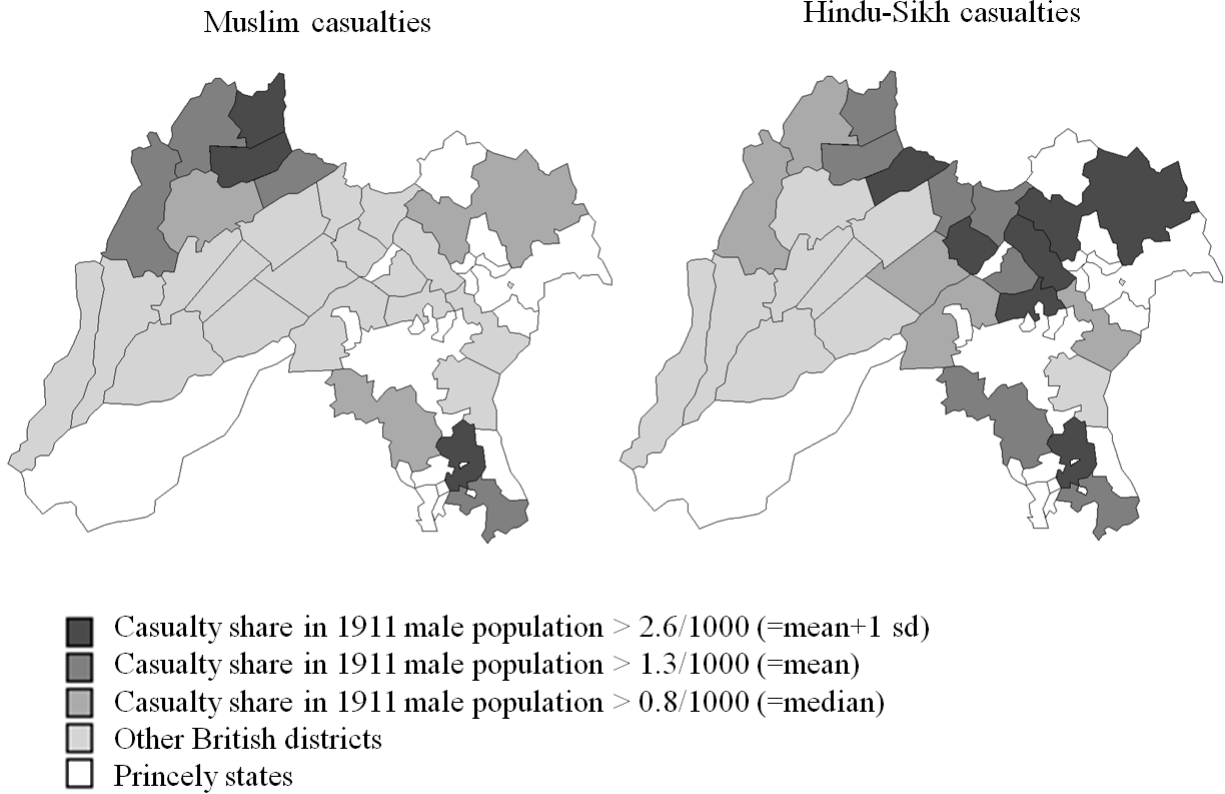 Muslim casualties
Hindu-Sikh casualties
Casualty share in 1911 male population > 2.6/1000 (=mean+1 sd)
Casualty share in 1911 male population > 1.3/1000 (=mean)
Casualty share in 1911 male population > 0.8/1000 (=median)
Other British districts
Princely states